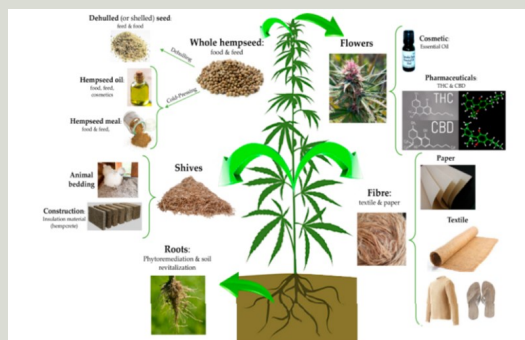 Dehulled (or shelled) seed:
feed & food
Dehulling
Whole hempseed:
food & feed
Hempseed oil:
food, feed,
cosmetics
Cold-Pressing
Hempseed meal:
food & feed,
Animal
bedding
Shives
Construction:
Insulation material
(hempcrete)
Roots:
Phytoremediation & soil
revitalization
Flowers
Cosmetic:
Essential Oil
Pharmaceuticals:
THC & CBD
THC
CBD
Fibre:
textile & paper
Paper
Textile